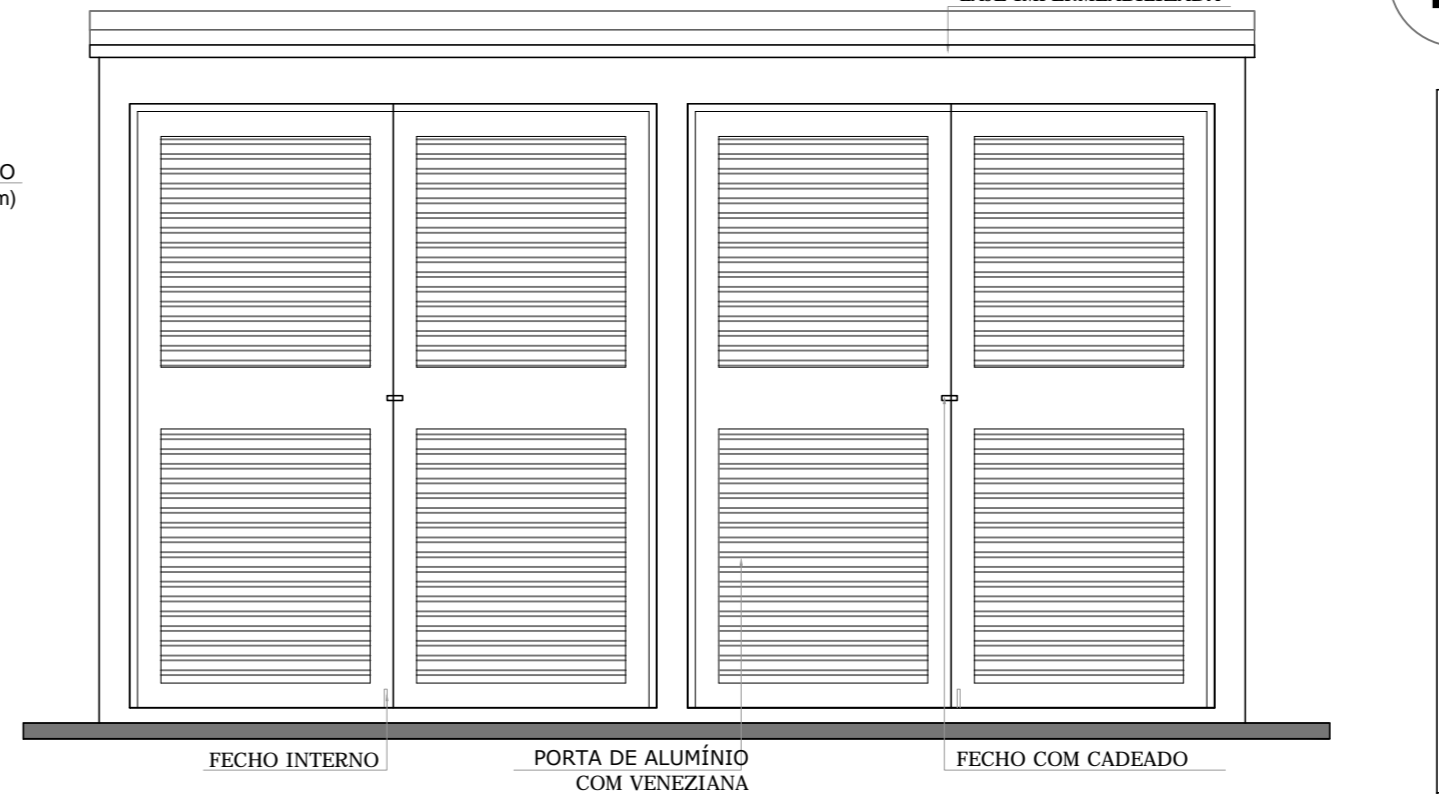 O
m)
FECHO INTERNO
PORTA DE ALUMÍNIO
COM VENEZIANA
FECHO COM CADEADO